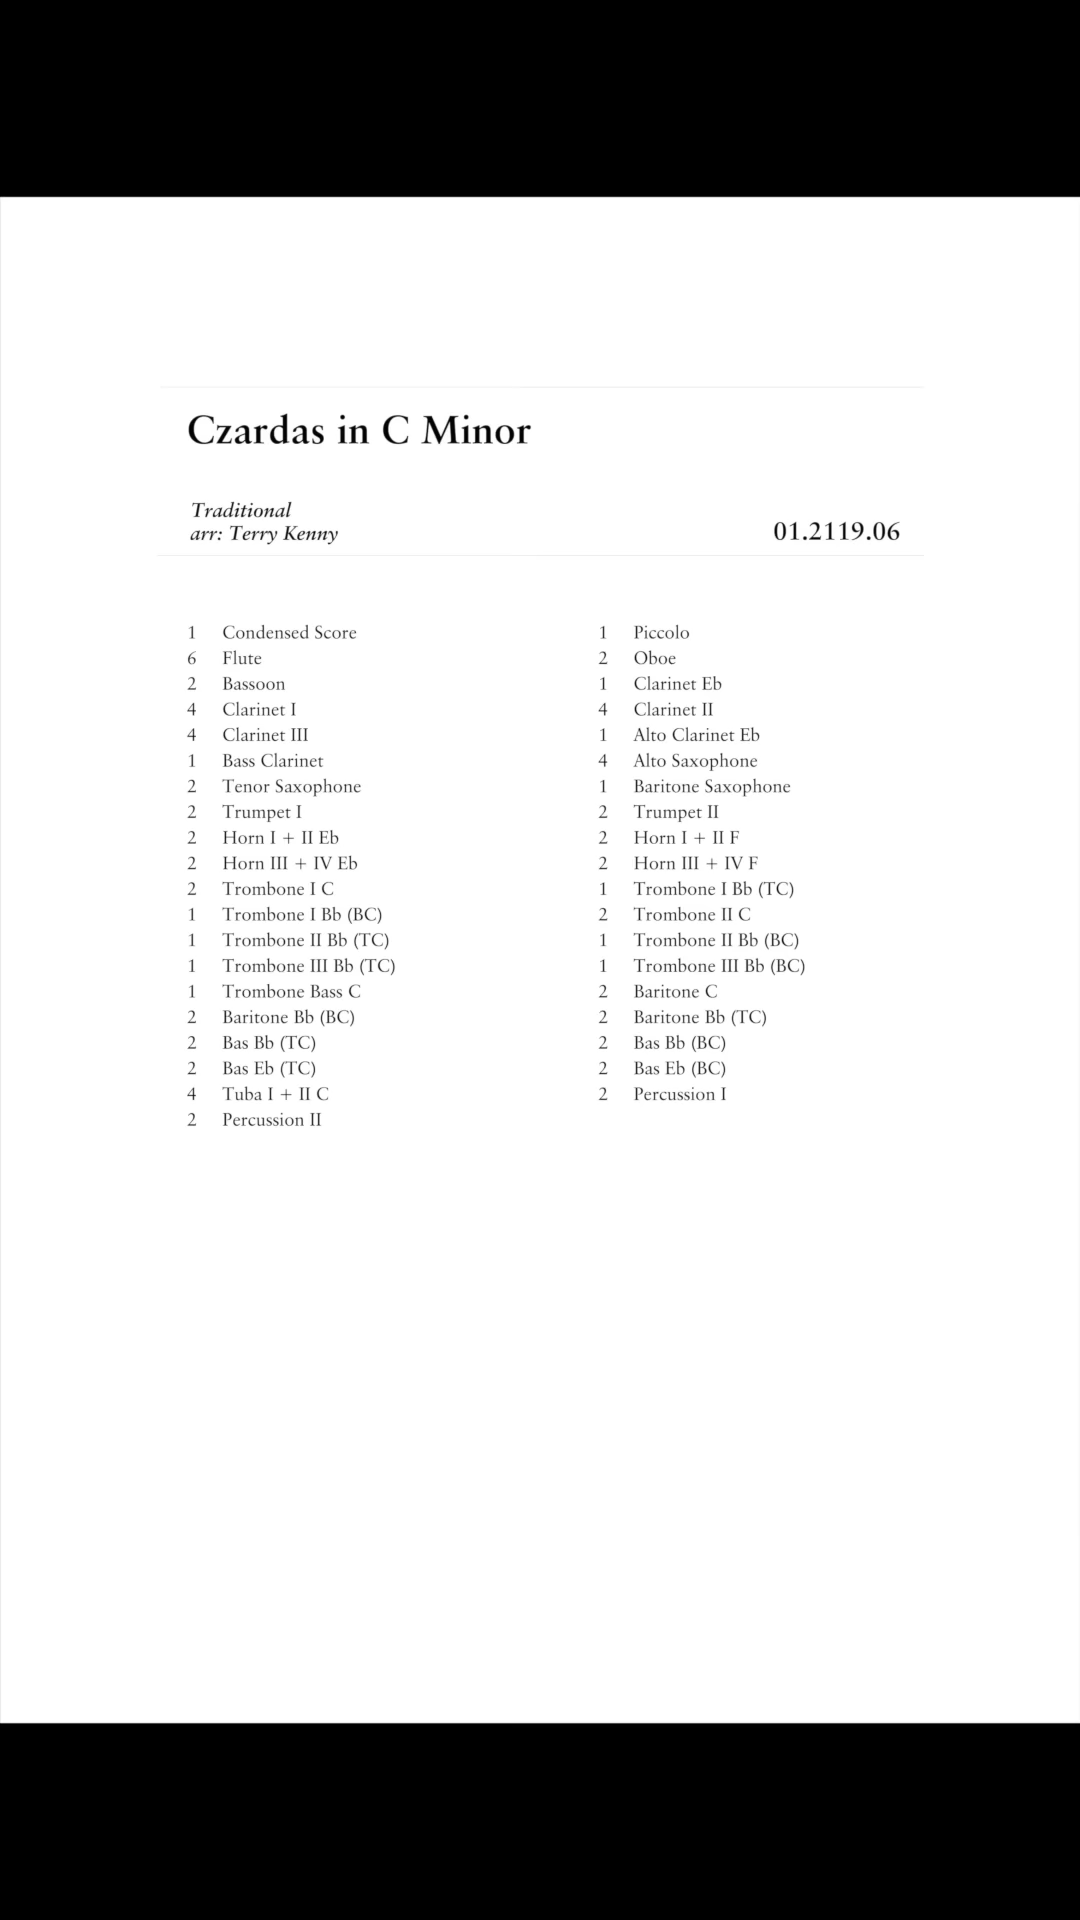 Czardas in C Minor
Traditional
arr: Terry Kenny
01.2119.06
1 Condensed Score
1 Piccolo
6 Flute
2 Oboe
2 Bassoon
1 Clarinet Eb
4 Clarinet I
4 Clarinet II
4 Clarinet III
1 Alto Clarinet Eb
1 Bass Clarinet
4 Alto Saxophone
2 Tenor Saxophone
1 Baritone Saxophone
2 Trumpet I
2 Trumpet II
2 Horn I + II Eb
2 Horn I + II F
2 Horn III + IV Eb
2 Horn III + IV F
2 Trombone I C
1 Trombone I Bb (TC)
1 Trombone I Bb (BC)
2 Trombone II C
1 Trombone II Bb (TC)
1 Trombone II Bb (BC)
1 Trombone III Bb (TC)
1 Trombone III Bb (BC)
1 Trombone Bass C
2 Baritone C
2 Baritone Bb (BC)
2 Baritone Bb (TC)
2 Bas Bb (TC)
2 Bas Bb (BC)
2 Bas Eb (TC)
2 Bas Eb (BC)
4 Tuba I + II C
2 Percussion I
2 Percussion II